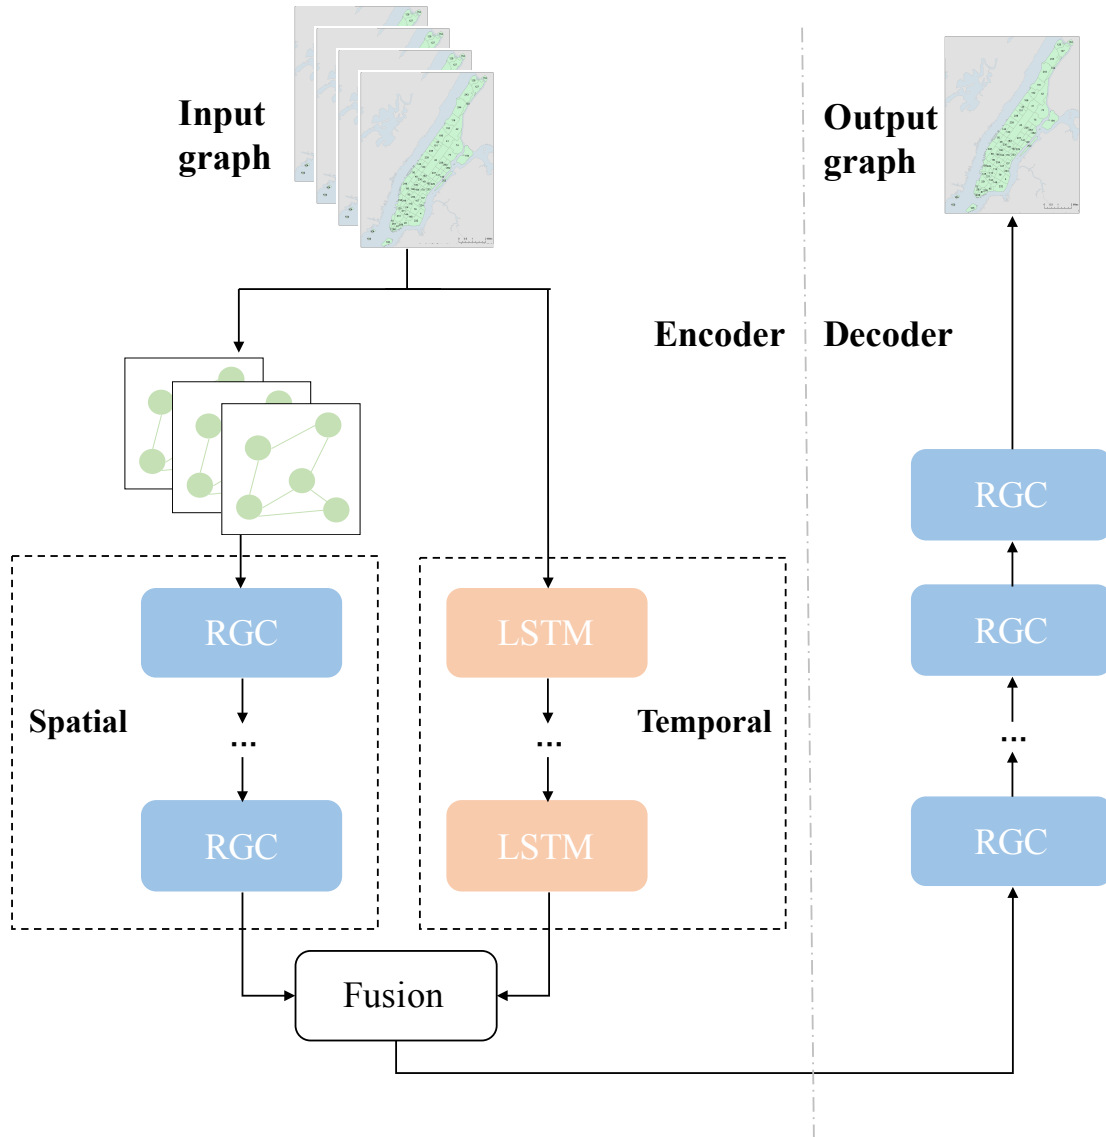 Input
graph
Output
graph
Encoder
Decoder
RGC
RGC
LSTM
RGC
Spatial
...
...
Temporal
...
RGC
LSTM
RGC
Fusion